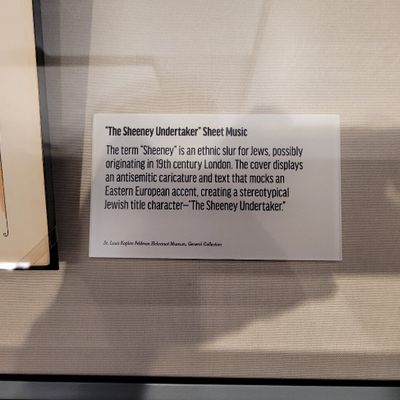 "The Sheeney Undertaker" Sheet Music
The term "Sheeney" is an ethnic slur for Jews, possibly
originating in 19th century London. The cover displays
an antisemitic caricature and text that mocks an
Eastern European accent, creating a stereotypical
Jewish title character—"The Sheeney Undertaker."
St. Louis Kaplan Feldman Holocaust Museum, General Collection